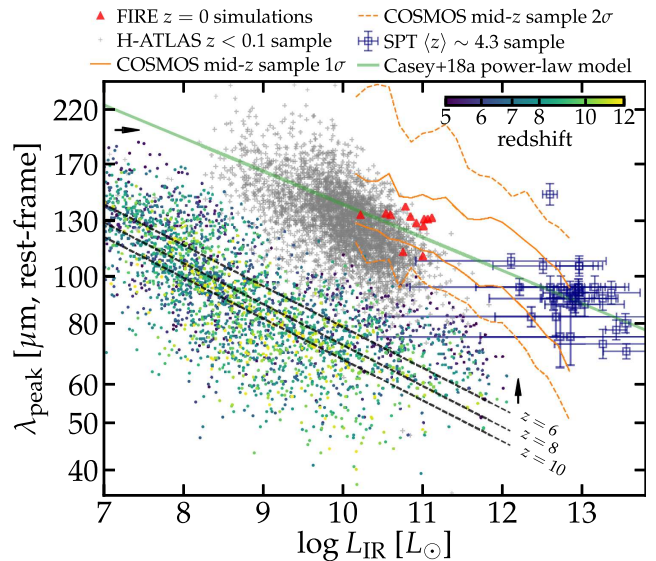 FIRE z = 0 simulations
H-ATLAS z < 0.1 sample
COSMOS mid-z sample 1σ
COSMOS mid-z sample 2σ
SPT ⟨z⟩ ~ 4.3 sample
Casey+18a power-law model
5 6 7 8 9 10 12
redshift
220
170
130
100
80
60
50
40
λpeak [μm, rest-frame]
z = 6
z = 8
z = 10
7 8 9 10 11 12 13
log LIR [L⊙]